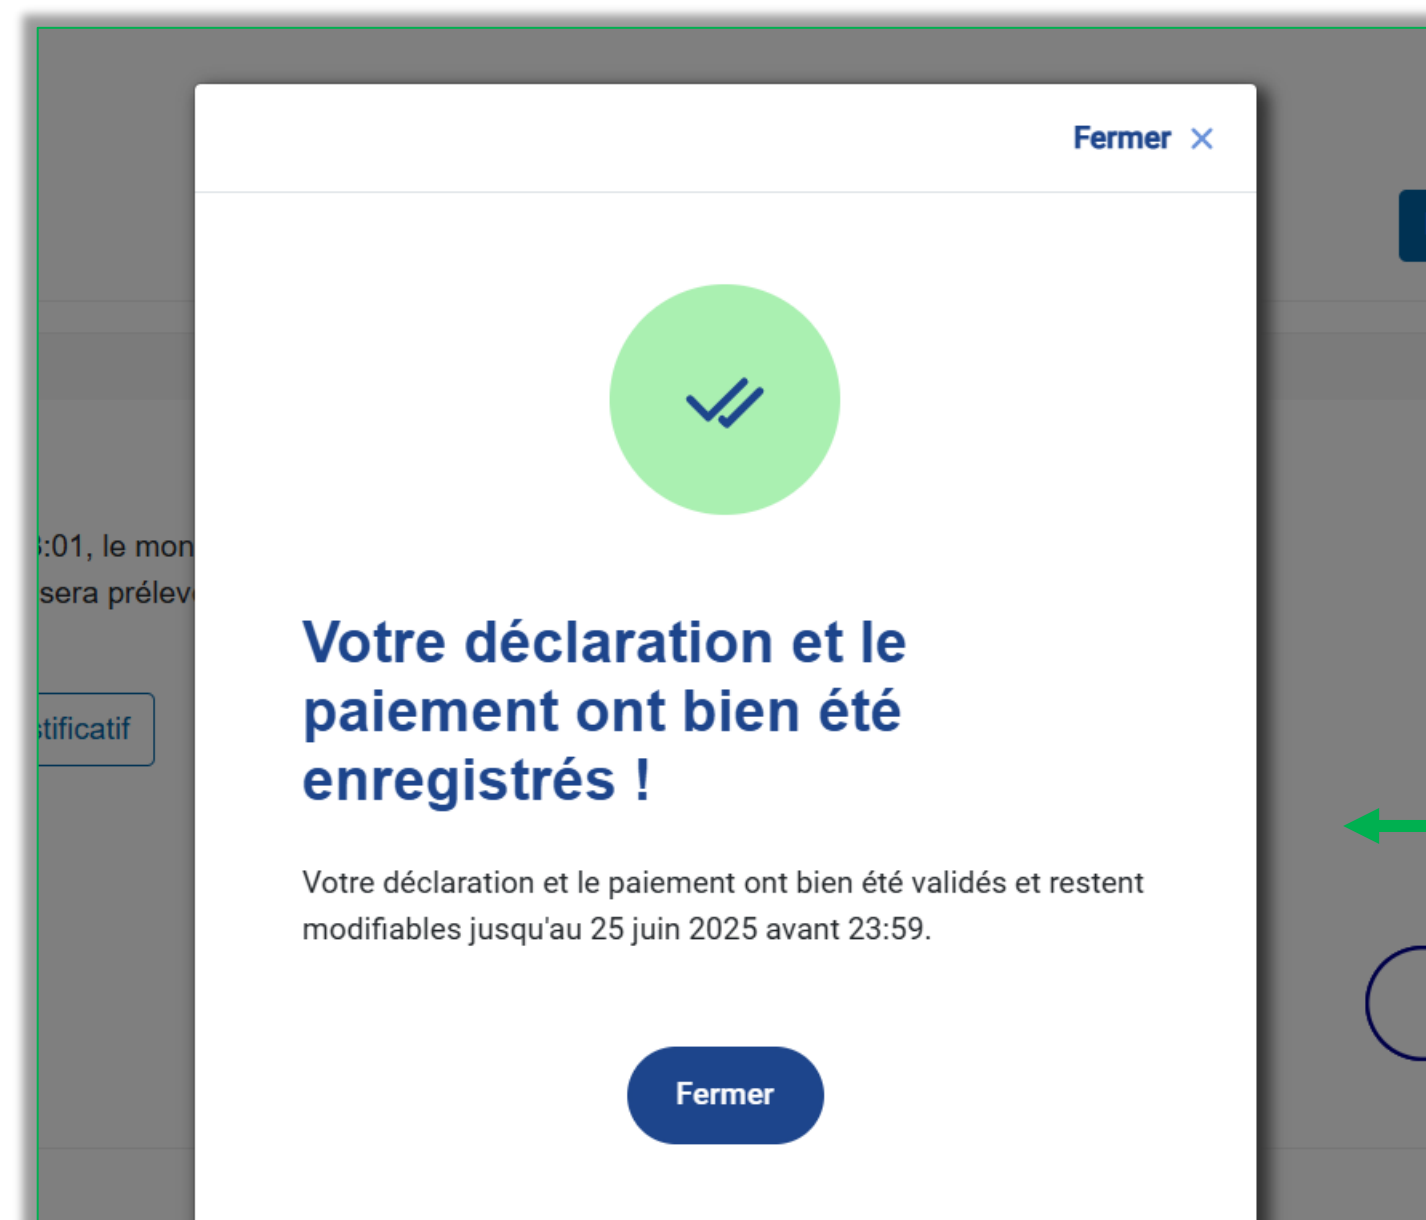 Fermer
:01, le mon
sera prélev
Votre déclaration et le
paiement ont bien été
enregistrés !
stificatif
Votre déclaration et le paiement ont bien été validés et restent
modifiables jusqu'au 25 juin 2025 avant 23:59.
Fermer